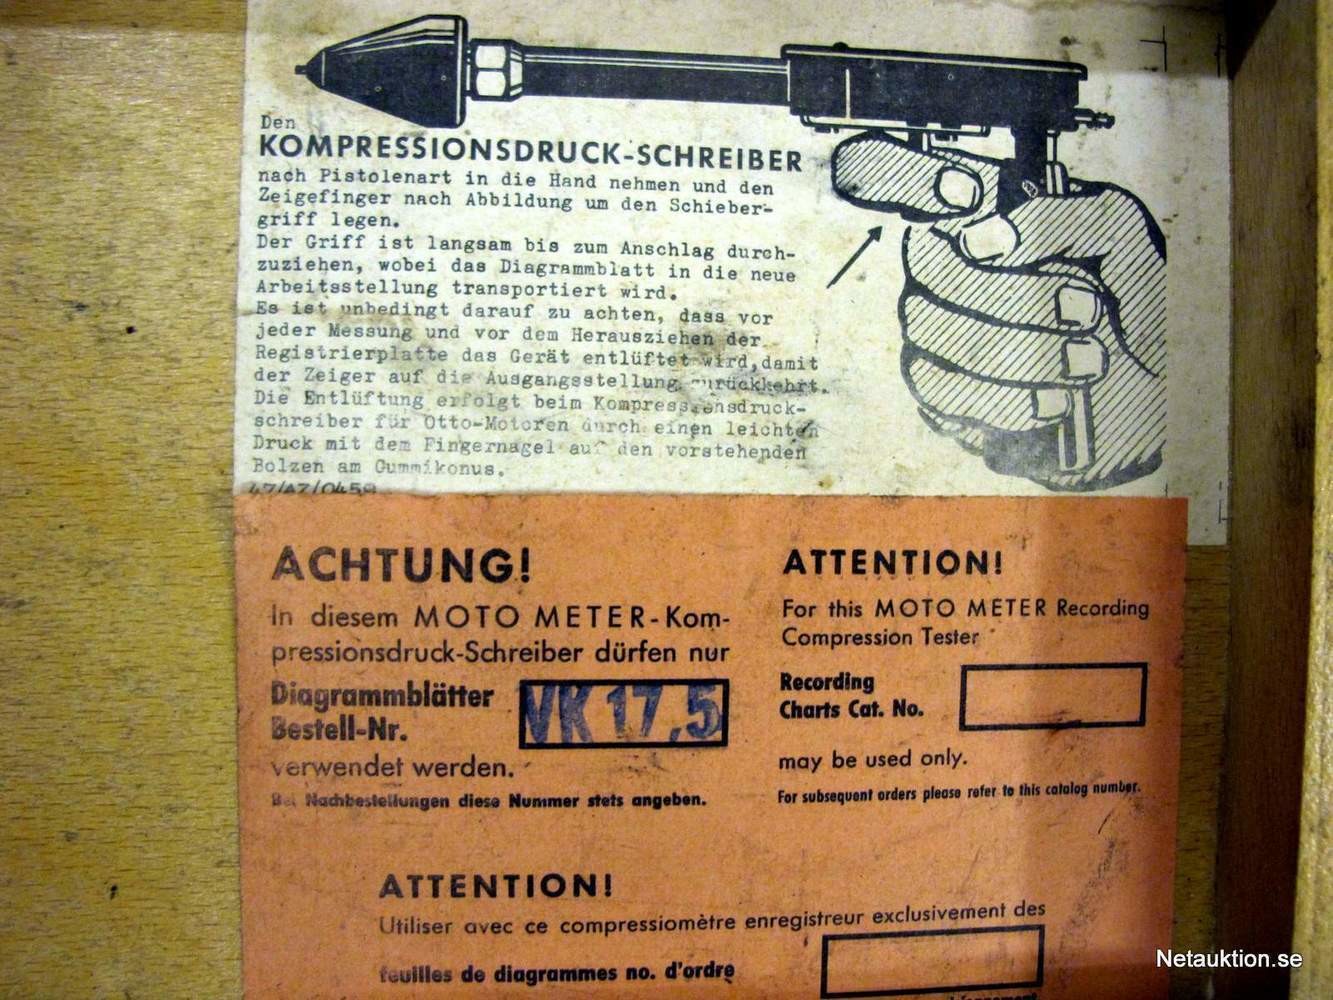 Den
KOMPRESSIONSDRUCK-SCHREIBER
nach Pistolenart in die Hand nehmen und den
Zeigefinger nach Abbildung um den Schieber-
griff legen.
Der Griff ist langsam bis zum Anschlag durch-
zuziehen, wobei das Diagrammblatt in die neue
Arbeitsstellung transportiert wird.
Es ist unbedingt darauf zu achten, dass vor
jeder Messung und vor dem Herausziehen der
Registrierplatte das Gerät entlüftet wird, damit
der Zeiger auf die Ausgangsstellung zurückkehrt.
Die Entlüftung erfolgt beim Kompressionsdruck-
schreiber für Otto-Motoren durch einen leichten
Druck mit dem Fingernagel auf den vorstehenden
Bolzen am Gummikonus.
47/AZ/0459
ACHTUNG!
In diesem MOTO METER-Kom-
pressionsdruck-Schreiber dürfen nur
Diagrammblätter
Bestell-Nr.
VK 17,5
verwendet werden.
Bei Nachbestellungen diese Nummer stets angeben.
ATTENTION!
For this MOTO METER Recording
Compression Tester
Recording
Charts Cat. No.
may be used only.
For subsequent orders please refer to this catalog number.
ATTENTION!
Utiliser avec ce compressiomètre enregistreur exclusivement des
feuilles de diagrammes no. d'ordre
Netauktion.se